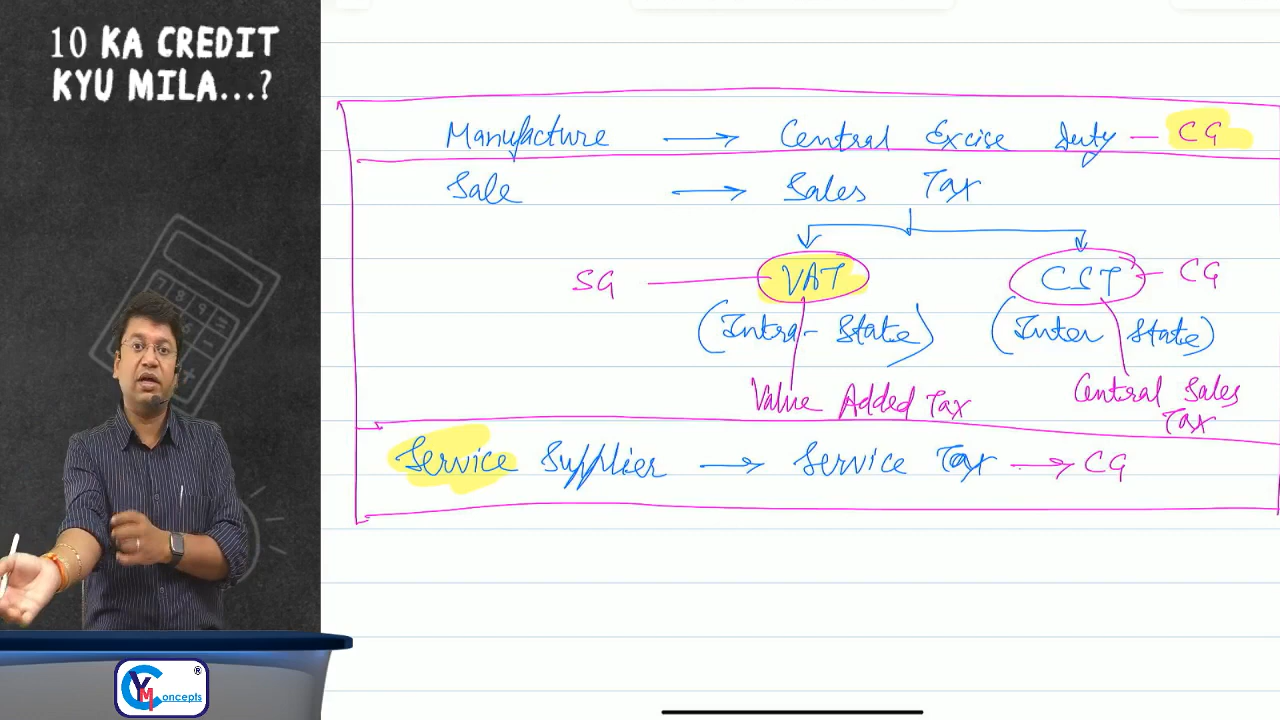 10 KA CREDIT
KYU MILA...?
Manufacture → Central Excise Duty — CG
Sale → Sales Tax
SG — VAT CST — CG
(Intra-State) (Inter State)
Value Added Tax Central Sales
Tax
Service Supplier → Service Tax → CG
CYM concepts ®